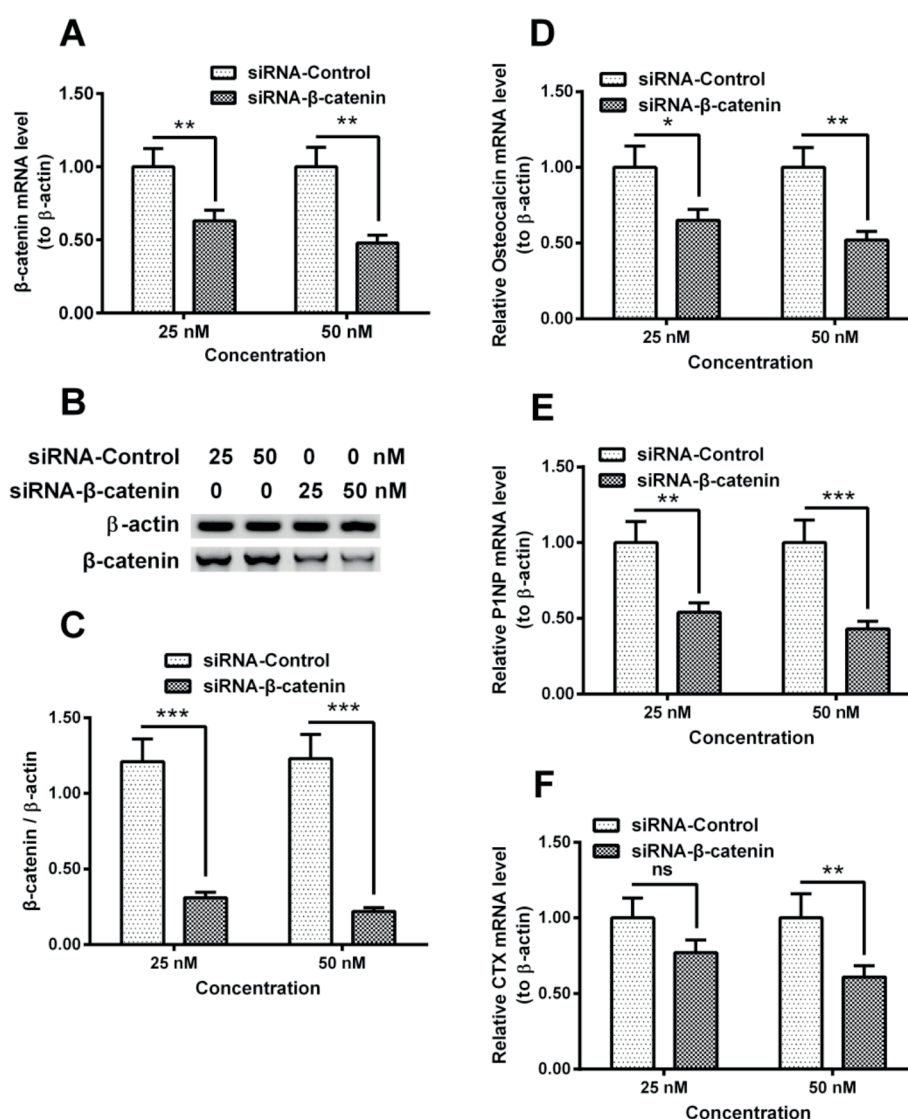 A
siRNA-Control
siRNA-β-catenin
β-catenin mRNA level
(to β-actin)
1.50
1.00
0.50
0.00
**
**
25 nM
50 nM
Concentration
B
siRNA-Control 25 50 0 0 nM
siRNA-β-catenin 0 0 25 50 nM
β-actin
β-catenin
C
siRNA-Control
siRNA-β-catenin
β-catenin / β-actin
1.50
1.00
0.50
0.00
***
***
25 nM
50 nM
Concentration
D
siRNA-Control
siRNA-β-catenin
Relative Osteocalcin mRNA level
(to β-actin)
1.50
1.00
0.50
0.00
*
**
25 nM
50 nM
Concentration
E
siRNA-Control
siRNA-β-catenin
Relative P1NP mRNA level
(to β-actin)
1.50
1.00
0.50
0.00
**
***
25 nM
50 nM
Concentration
F
siRNA-Control
siRNA-β-catenin
Relative CTX mRNA level
(to β-actin)
1.50
1.00
0.50
0.00
ns
**
25 nM
50 nM
Concentration